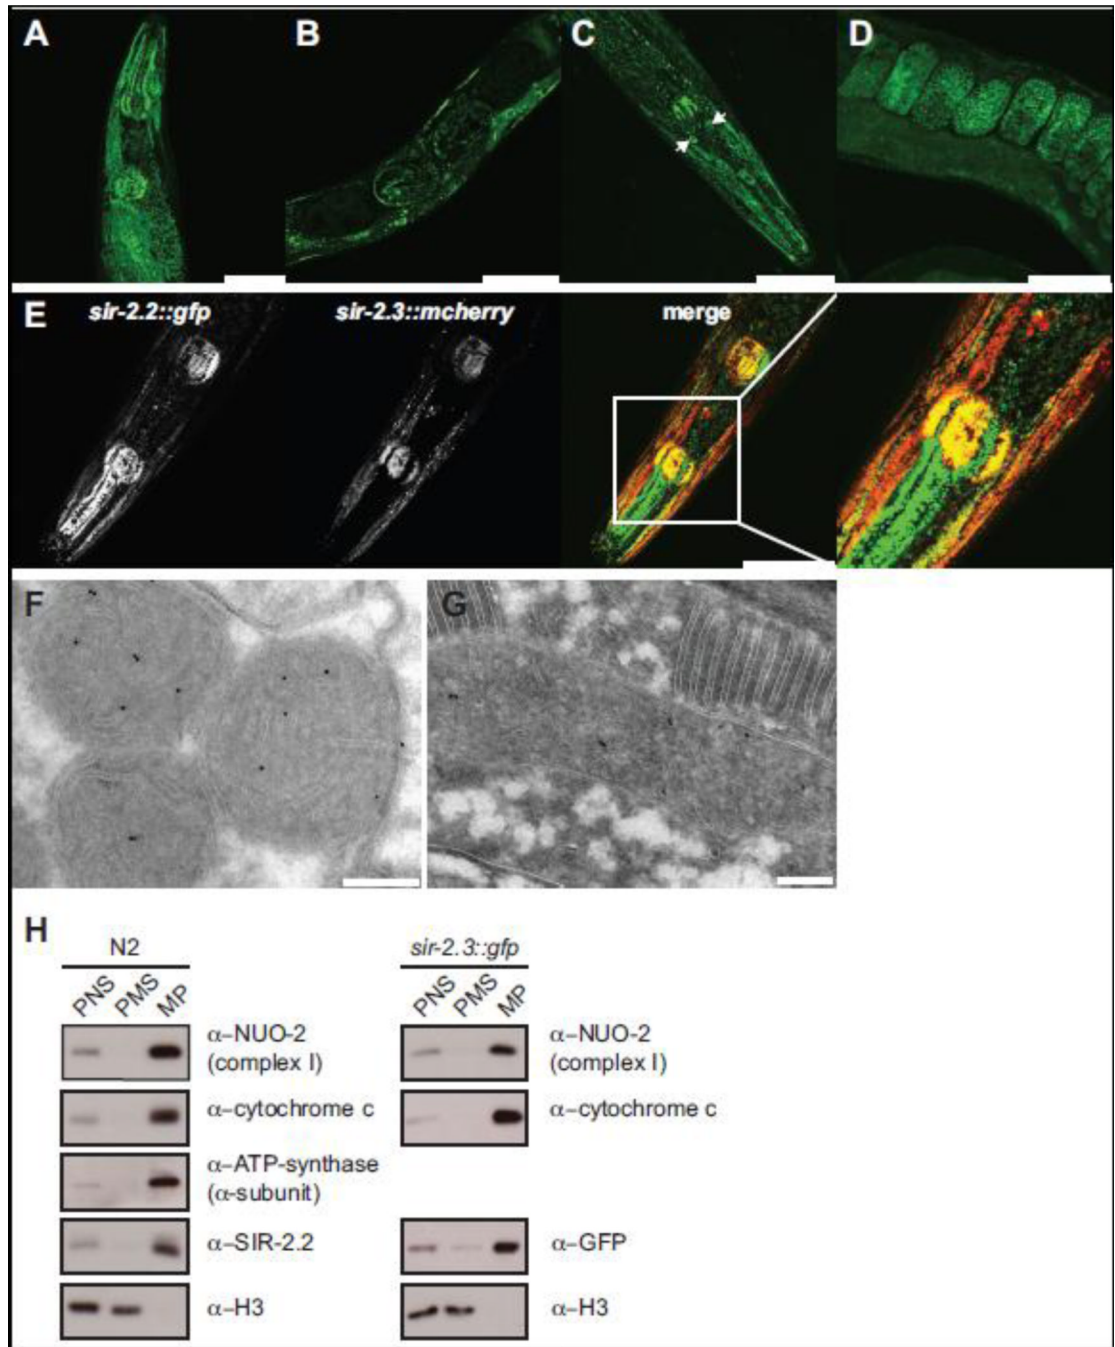 A
B
C
D
E
sir-2.2::gfp
sir-2.3::mcherry
merge
F
G
H
N2
PNS PMS MP
α–NUO-2
(complex I)
α–cytochrome c
α–ATP-synthase
(α-subunit)
α–SIR-2.2
α–H3
sir-2.3::gfp
PNS PMS MP
α–NUO-2
(complex I)
α–cytochrome c
α–GFP
α–H3